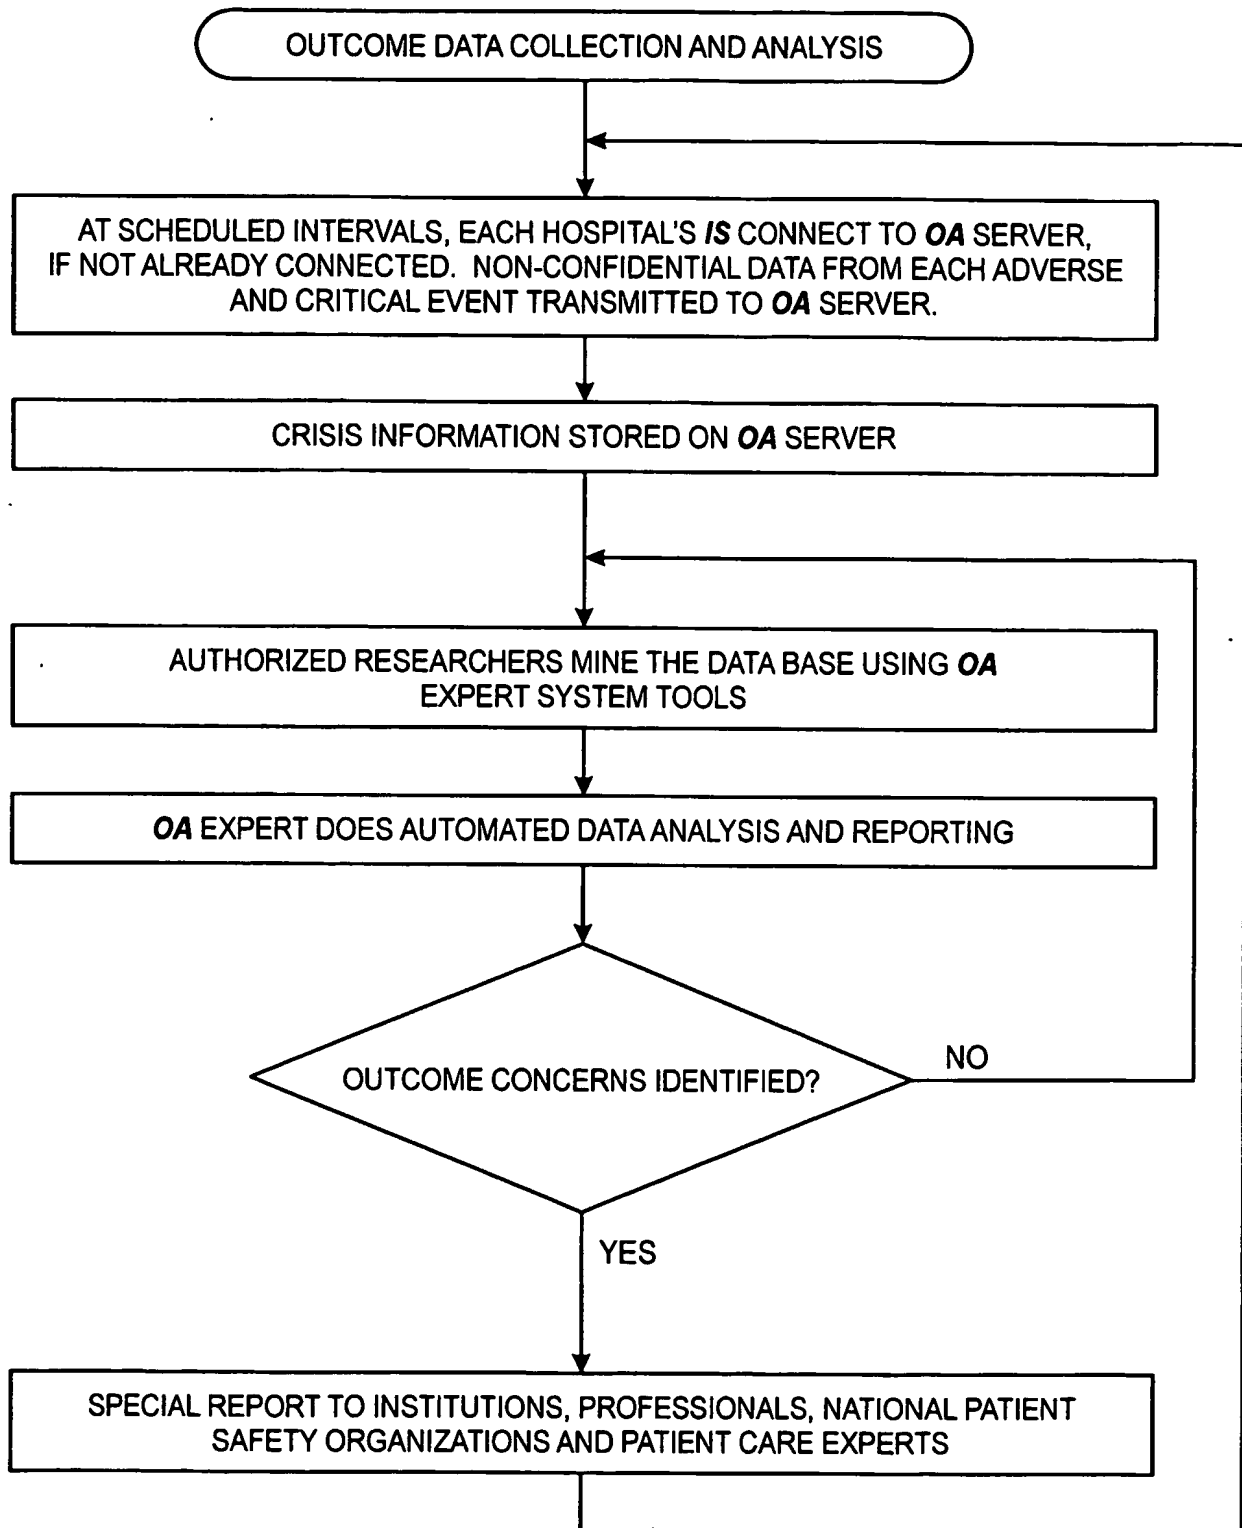 OUTCOME DATA COLLECTION AND ANALYSIS
AT SCHEDULED INTERVALS, EACH HOSPITAL'S IS CONNECT TO OA SERVER,
IF NOT ALREADY CONNECTED. NON-CONFIDENTIAL DATA FROM EACH ADVERSE
AND CRITICAL EVENT TRANSMITTED TO OA SERVER.
CRISIS INFORMATION STORED ON OA SERVER
AUTHORIZED RESEARCHERS MINE THE DATA BASE USING OA
EXPERT SYSTEM TOOLS
OA EXPERT DOES AUTOMATED DATA ANALYSIS AND REPORTING
OUTCOME CONCERNS IDENTIFIED?
NO
YES
SPECIAL REPORT TO INSTITUTIONS, PROFESSIONALS, NATIONAL PATIENT
SAFETY ORGANIZATIONS AND PATIENT CARE EXPERTS